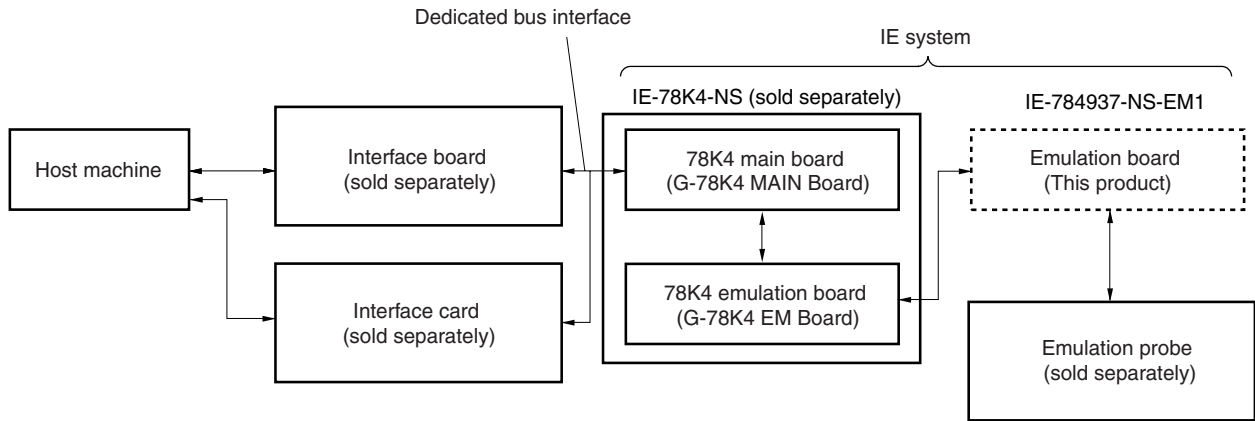 Dedicated bus interface
IE system
IE-78K4-NS (sold separately)
IE-784937-NS-EM1
Host machine
Interface board
(sold separately)
78K4 main board
(G-78K4 MAIN Board)
Emulation board
(This product)
Interface card
(sold separately)
78K4 emulation board
(G-78K4 EM Board)
Emulation probe
(sold separately)